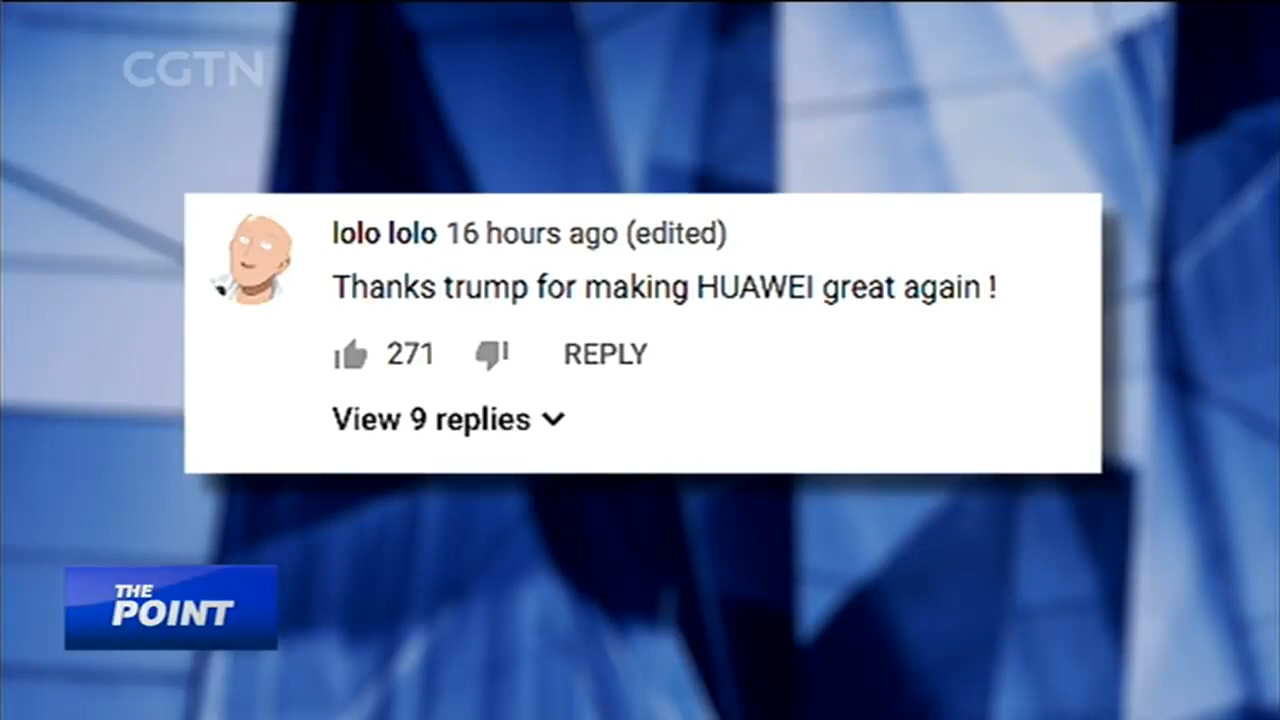 CGTN
lolo lolo 16 hours ago (edited)
Thanks trump for making HUAWEI great again !
271 REPLY
View 9 replies
THE
POINT